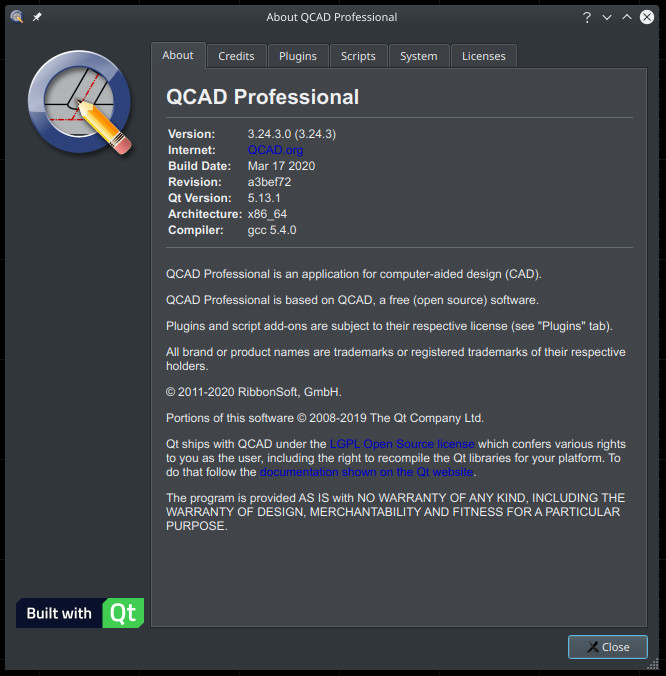 About QCAD Professional
?
About Credits Plugins Scripts System Licenses
QCAD Professional
Version: 3.24.3.0 (3.24.3)
Internet: QCAD.org
Build Date: Mar 17 2020
Revision: a3bef72
Qt Version: 5.13.1
Architecture: x86_64
Compiler: gcc 5.4.0
QCAD Professional is an application for computer-aided design (CAD).
QCAD Professional is based on QCAD, a free (open source) software.
Plugins and script add-ons are subject to their respective license (see "Plugins" tab).
All brand or product names are trademarks or registered trademarks of their respective
holders.
© 2011-2020 RibbonSoft, GmbH.
Portions of this software © 2008-2019 The Qt Company Ltd.
Qt ships with QCAD under the LGPL Open Source license which confers various rights
to you as the user, including the right to recompile the Qt libraries for your platform. To
do that follow the documentation shown on the Qt website.
The program is provided AS IS with NO WARRANTY OF ANY KIND, INCLUDING THE
WARRANTY OF DESIGN, MERCHANTABILITY AND FITNESS FOR A PARTICULAR
PURPOSE.
Built with Qt
Close